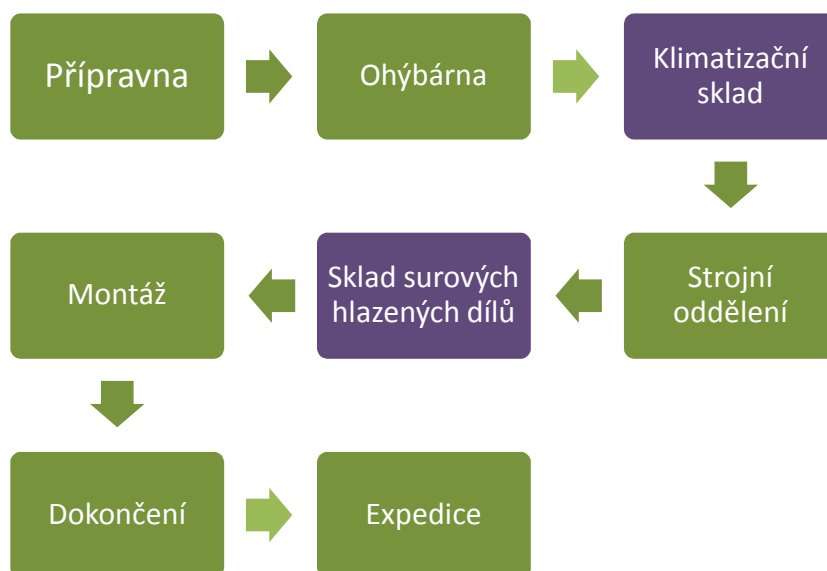 Přípravna
Ohýbárna
Klimatizační
sklad
Strojní
oddělení
Sklad surových
hlazených dílů
Montáž
Dokončení
Expedice